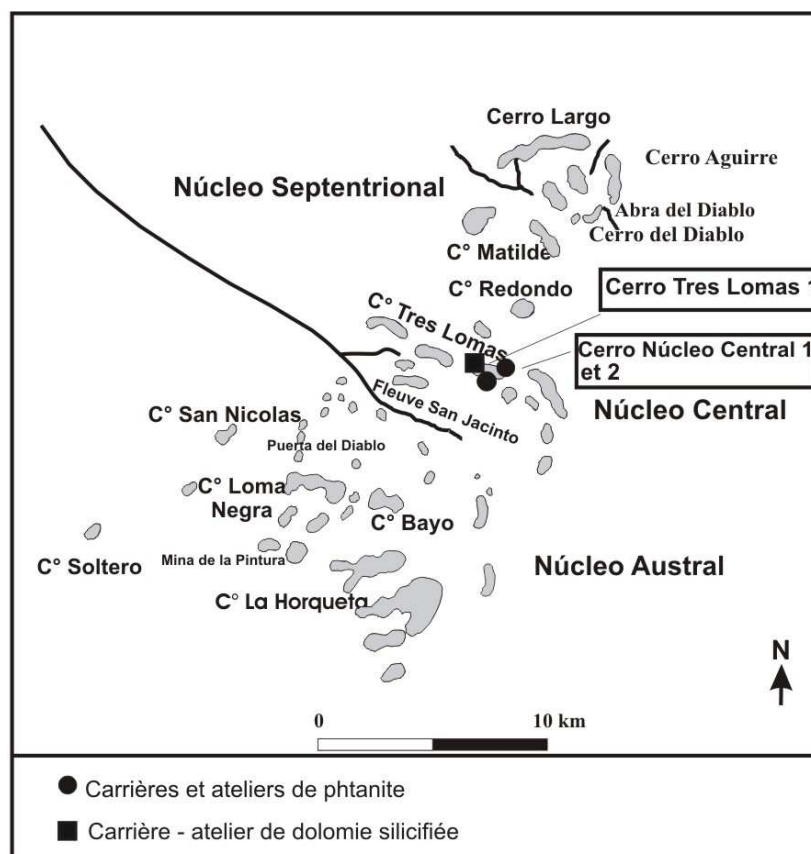 Cerro Largo
Cerro Aguirre
Núcleo Septentrional
Abra del Diablo
Cerro del Diablo
C° Matilde
C° Redondo
Cerro Tres Lomas 1
C° Tres Lomas
Cerro Núcleo Central 1
et 2
Fleuve San Jacinto
Núcleo Central
C° San Nicolas
Puerta del Diablo
C° Loma
Negra
C° Bayo
Mina de la Pintura
C° Soltero
Núcleo Austral
C° La Horqueta
N
0 10 km
Carrières et ateliers de phtanite
Carrière - atelier de dolomie silicifiée